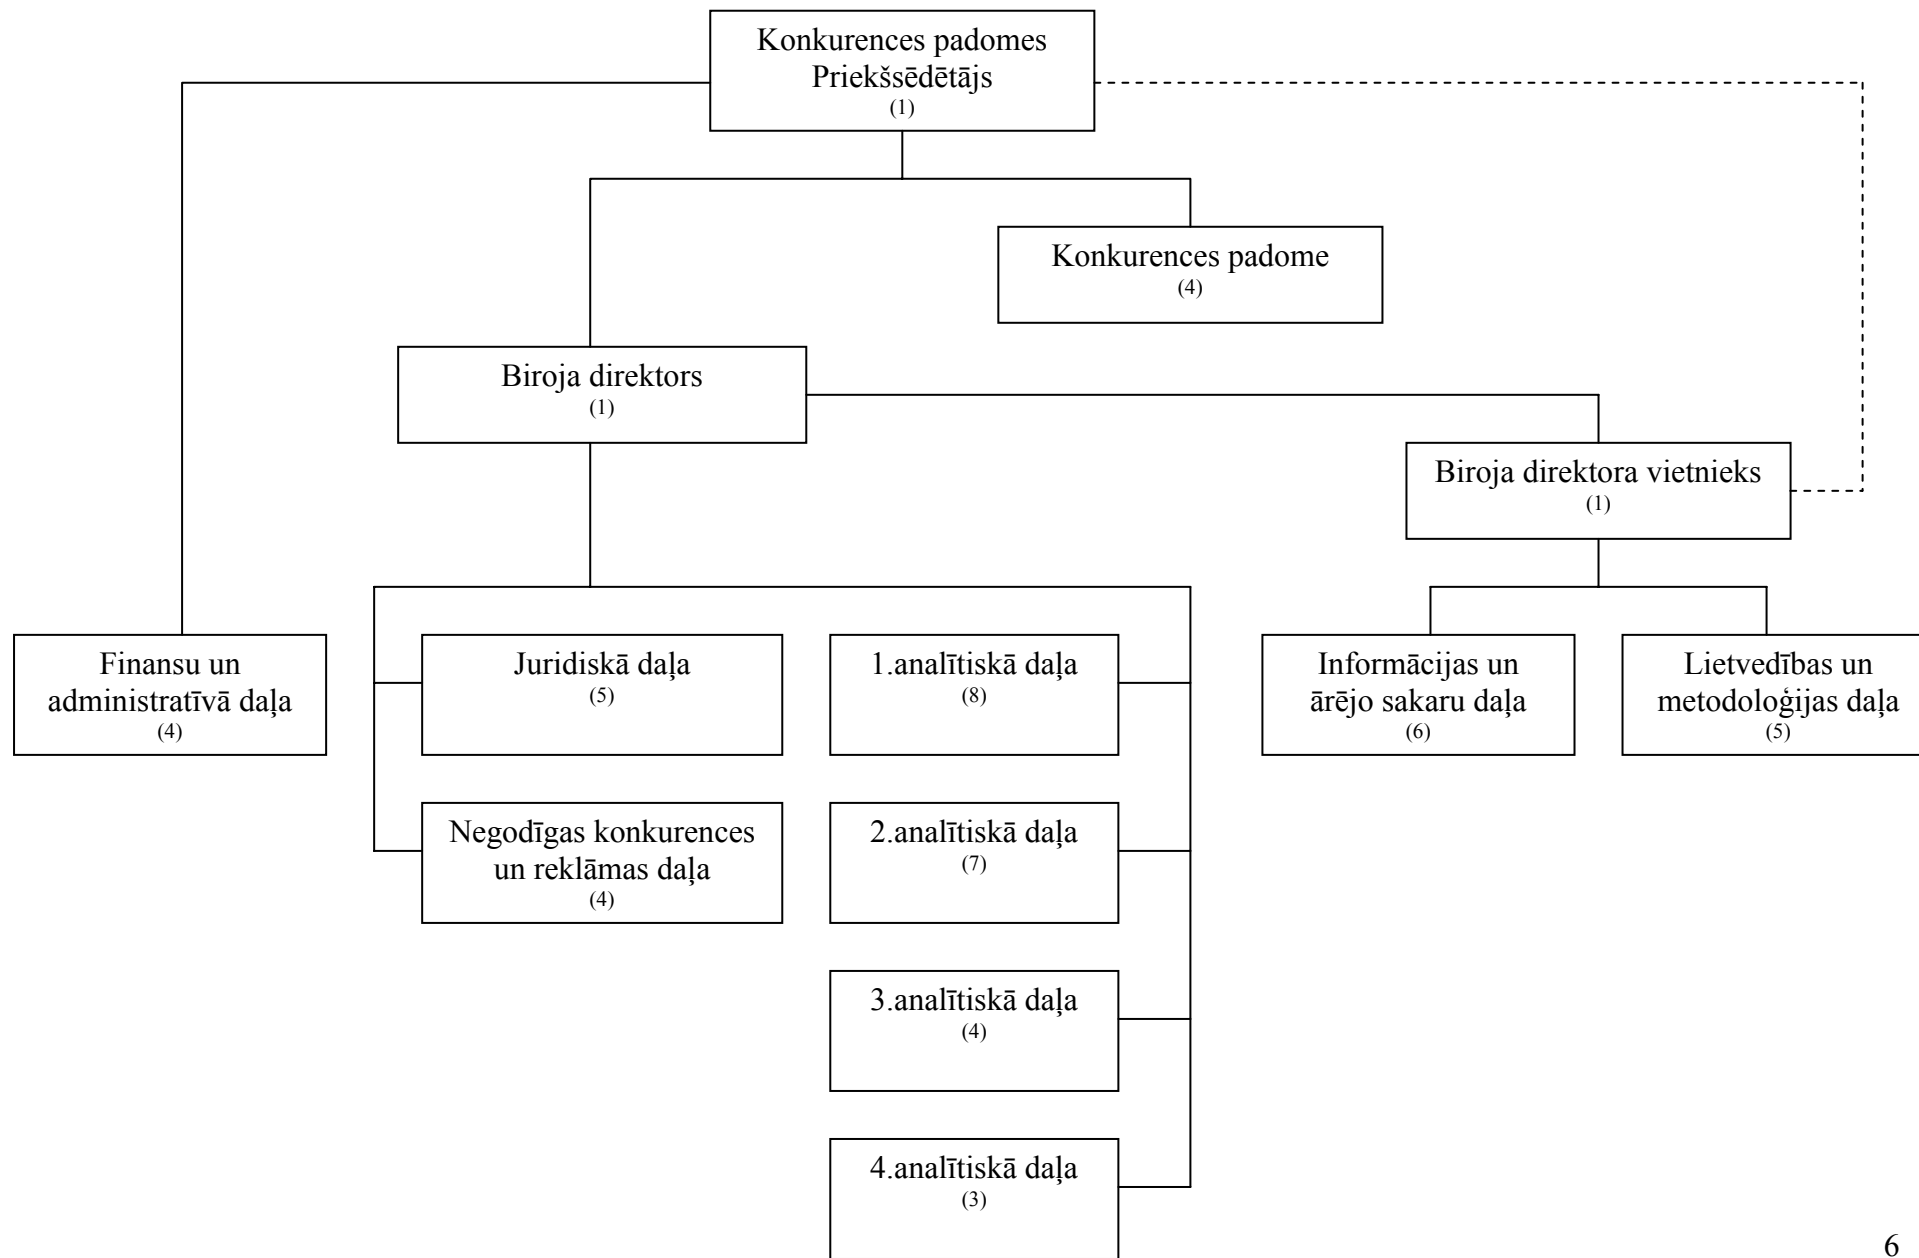 Konkurences padomes
Priekšsēdētājs
(1)
Konkurences padome
(4)
Biroja direktors
(1)
Biroja direktora vietnieks
(1)
Finansu un
administratīvā daļa
(4)
Juridiskā daļa
(5)
1.analītiskā daļa
(8)
Informācijas un
ārējo sakaru daļa
(6)
Lietvedības un
metodoloģijas daļa
(5)
Negodīgas konkurences
un reklāmas daļa
(4)
2.analītiskā daļa
(7)
3.analītiskā daļa
(4)
4.analītiskā daļa
(3)
6